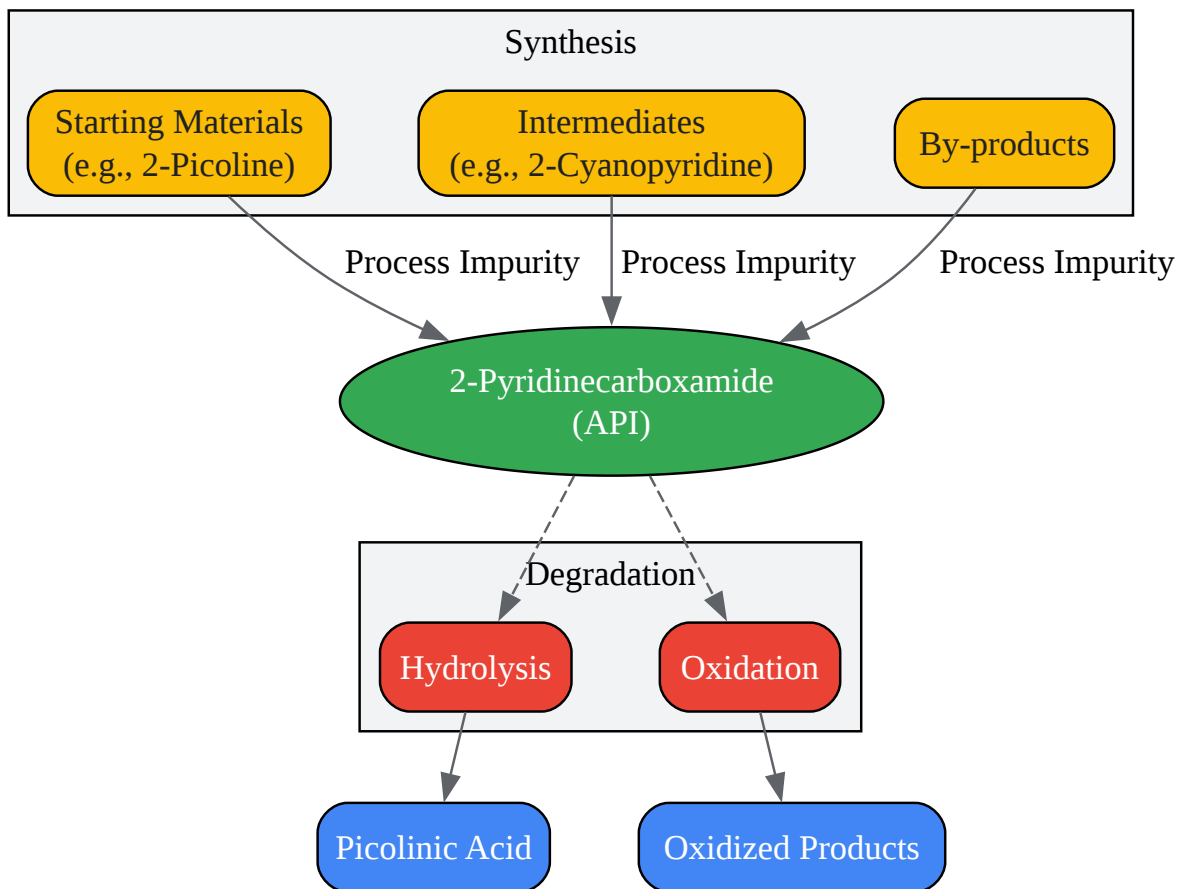 Synthesis
Starting Materials
(e.g., 2-Picoline)
Intermediates
(e.g., 2-Cyanopyridine)
By-products
Process Impurity
Process Impurity
Process Impurity
2-Pyridinecarboxamide
(API)
Degradation
Hydrolysis
Oxidation
Picolinic Acid
Oxidized Products